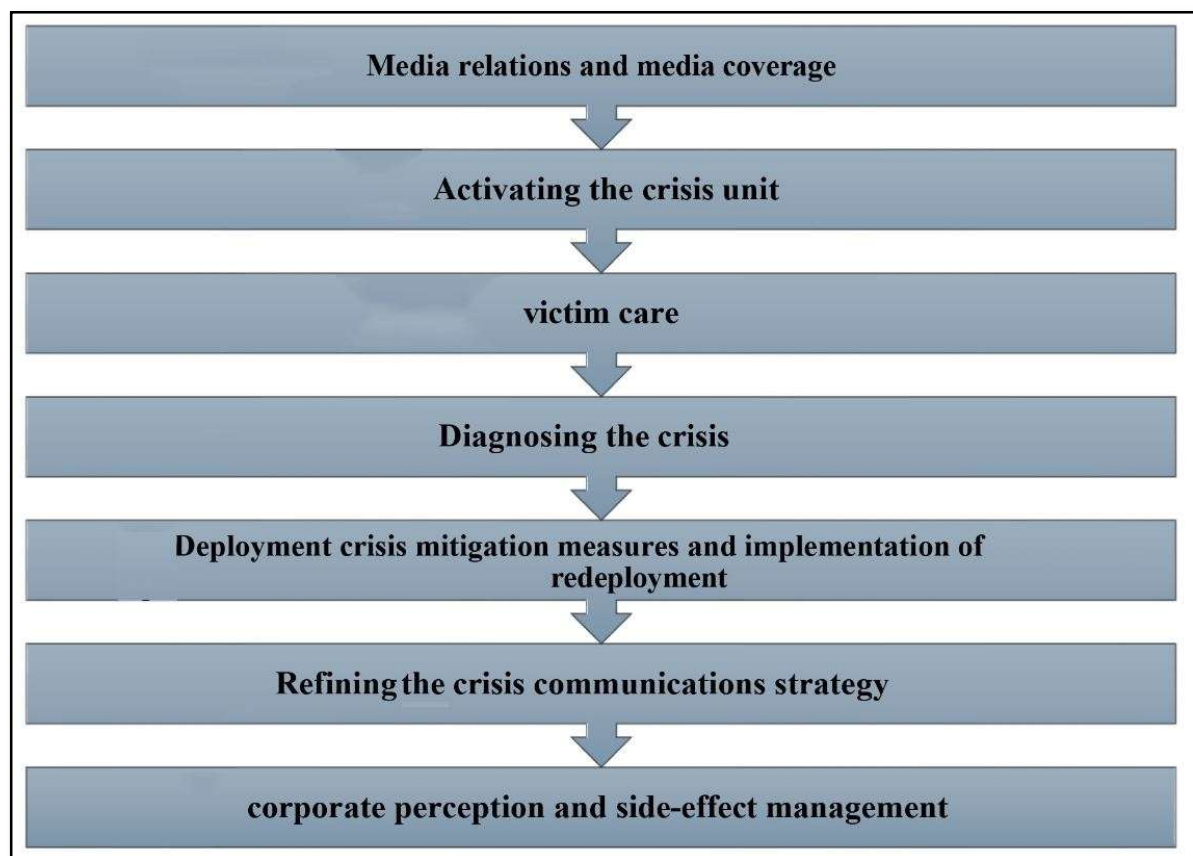 Media relations and media coverage
Activating the crisis unit
victim care
Diagnosing the crisis
Deployment crisis mitigation measures and implementation of
redeployment
Refining the crisis communications strategy
corporate perception and side-effect management